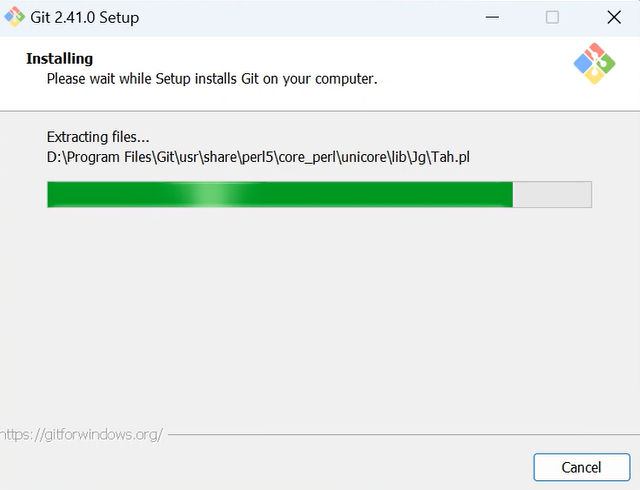 Git 2.41.0 Setup
Installing
Please wait while Setup installs Git on your computer.
Extracting files...
D:\Program Files\Git\usr\share\perl5\core_perl\unicore\lib\Jg\Tah.pl
https://gitforwindows.org/
Cancel